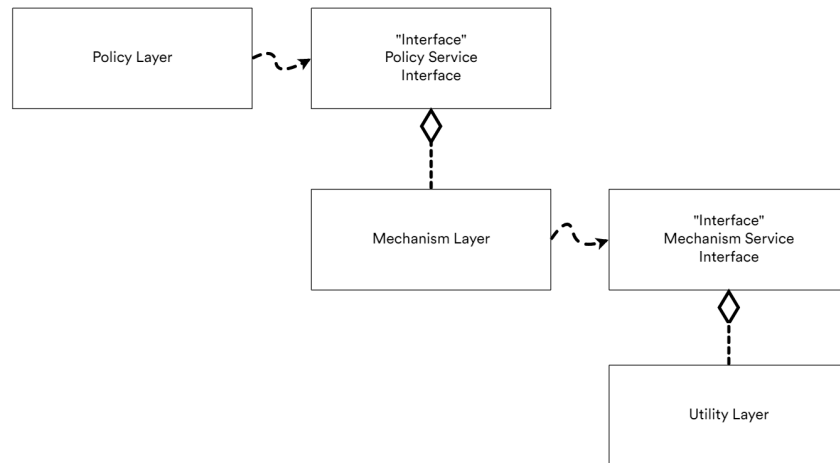 Policy Layer
"Interface"
Policy Service
Interface
Mechanism Layer
"Interface"
Mechanism Service
Interface
Utility Layer